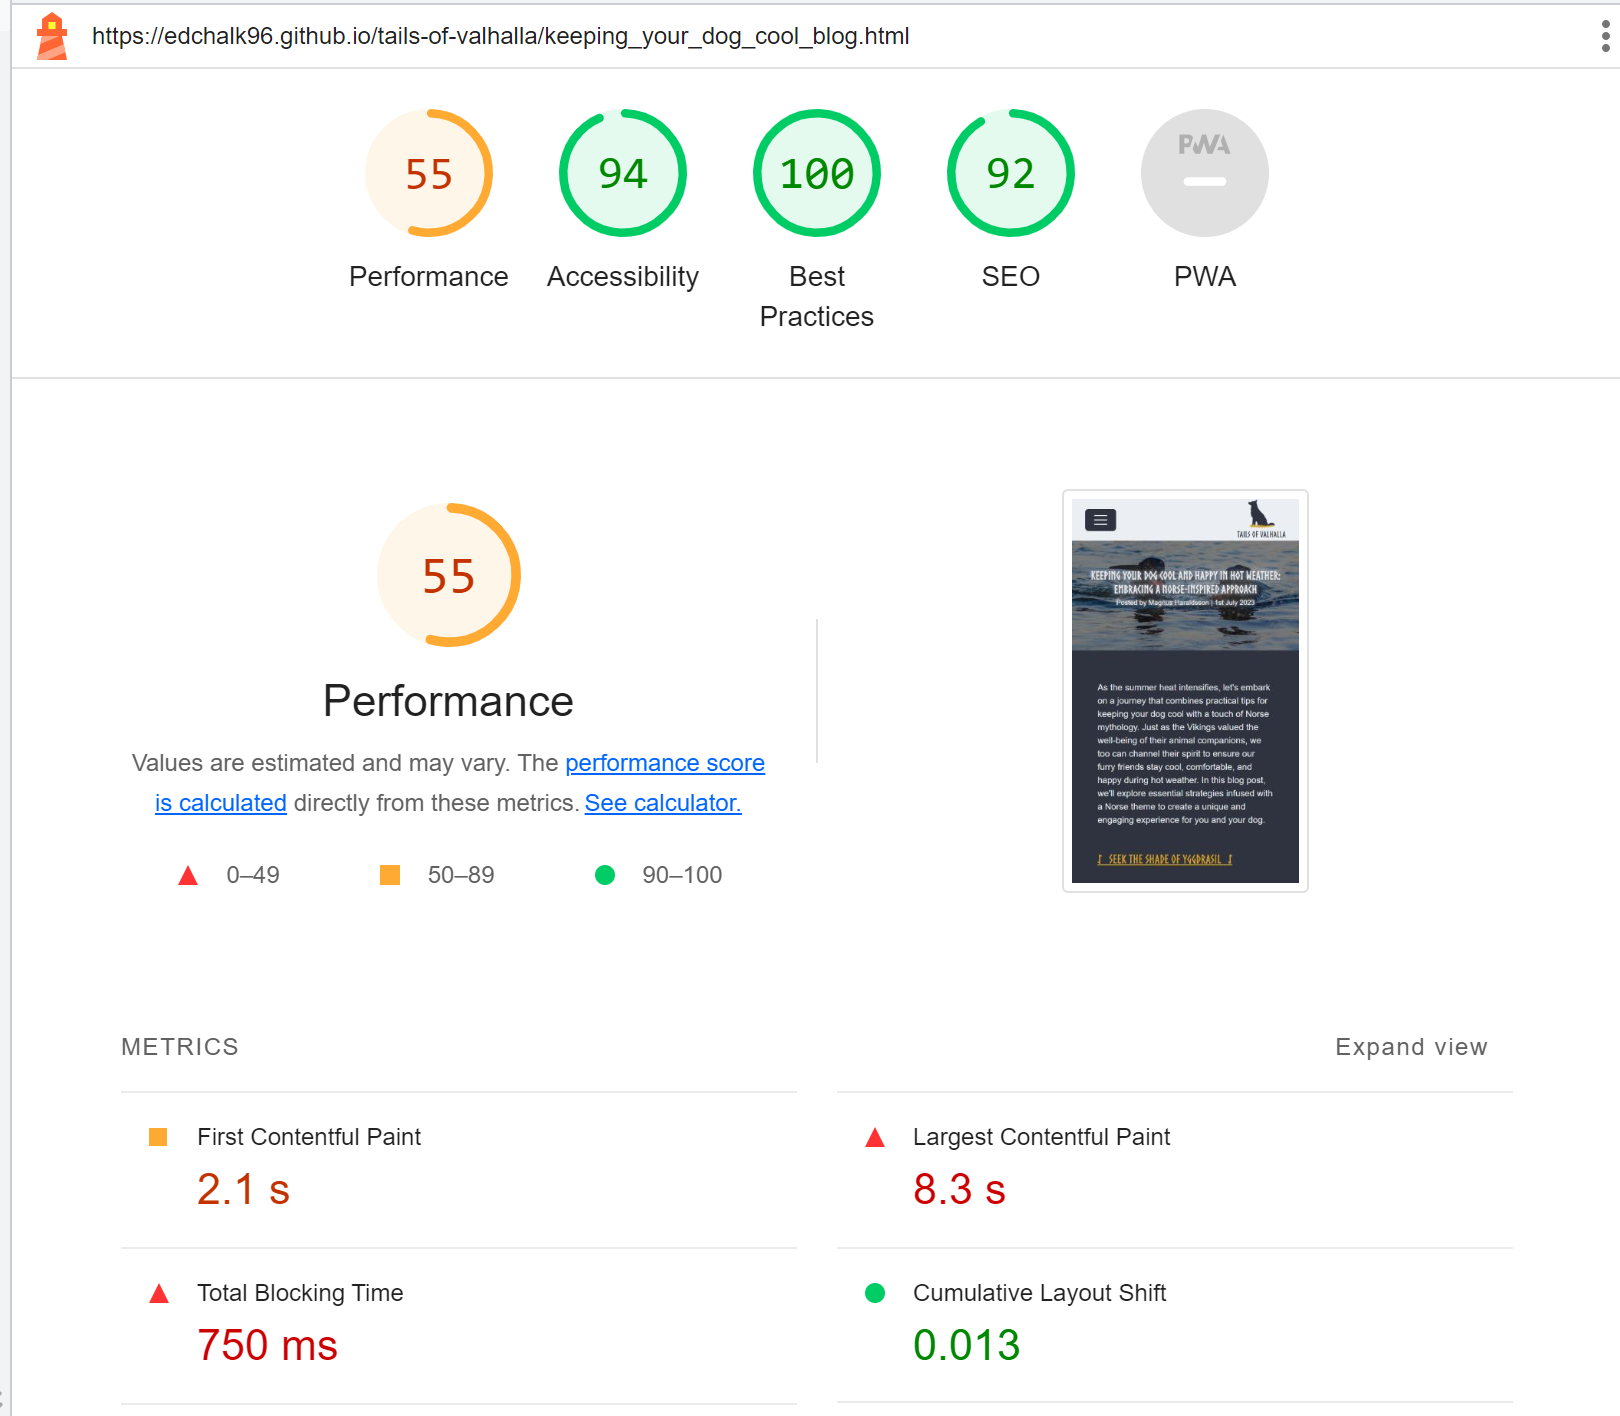 https://edchalk96.github.io/tails-of-valhalla/keeping_your_dog_cool_blog.html
55
94
100
92
PWA
Performance
Accessibility
Best
Practices
SEO
PWA
55
Performance
Values are estimated and may vary. The performance score
is calculated directly from these metrics. See calculator.
0–49
50–89
90–100
TAILS OF VALHALLA
KEEPING YOUR DOG COOL AND HAPPY IN HOT WEATHER:
EMBRACING A NORSE-INSPIRED APPROACH
Posted by Magnus Haraldsson | 1st July 2023
As the summer heat intensifies, let's embark
on a journey that combines practical tips for
keeping your dog cool with a touch of Norse
mythology. Just as the Vikings valued the
well-being of their animal companions, we
too can channel their spirit to ensure our
furry friends stay cool, comfortable, and
happy during hot weather. In this blog post,
we'll explore essential strategies infused with
a Norse theme to create a unique and
engaging experience for you and your dog.
SEEK THE SHADE OF YGGDRASIL
METRICS
Expand view
First Contentful Paint
2.1 s
Largest Contentful Paint
8.3 s
Total Blocking Time
750 ms
Cumulative Layout Shift
0.013